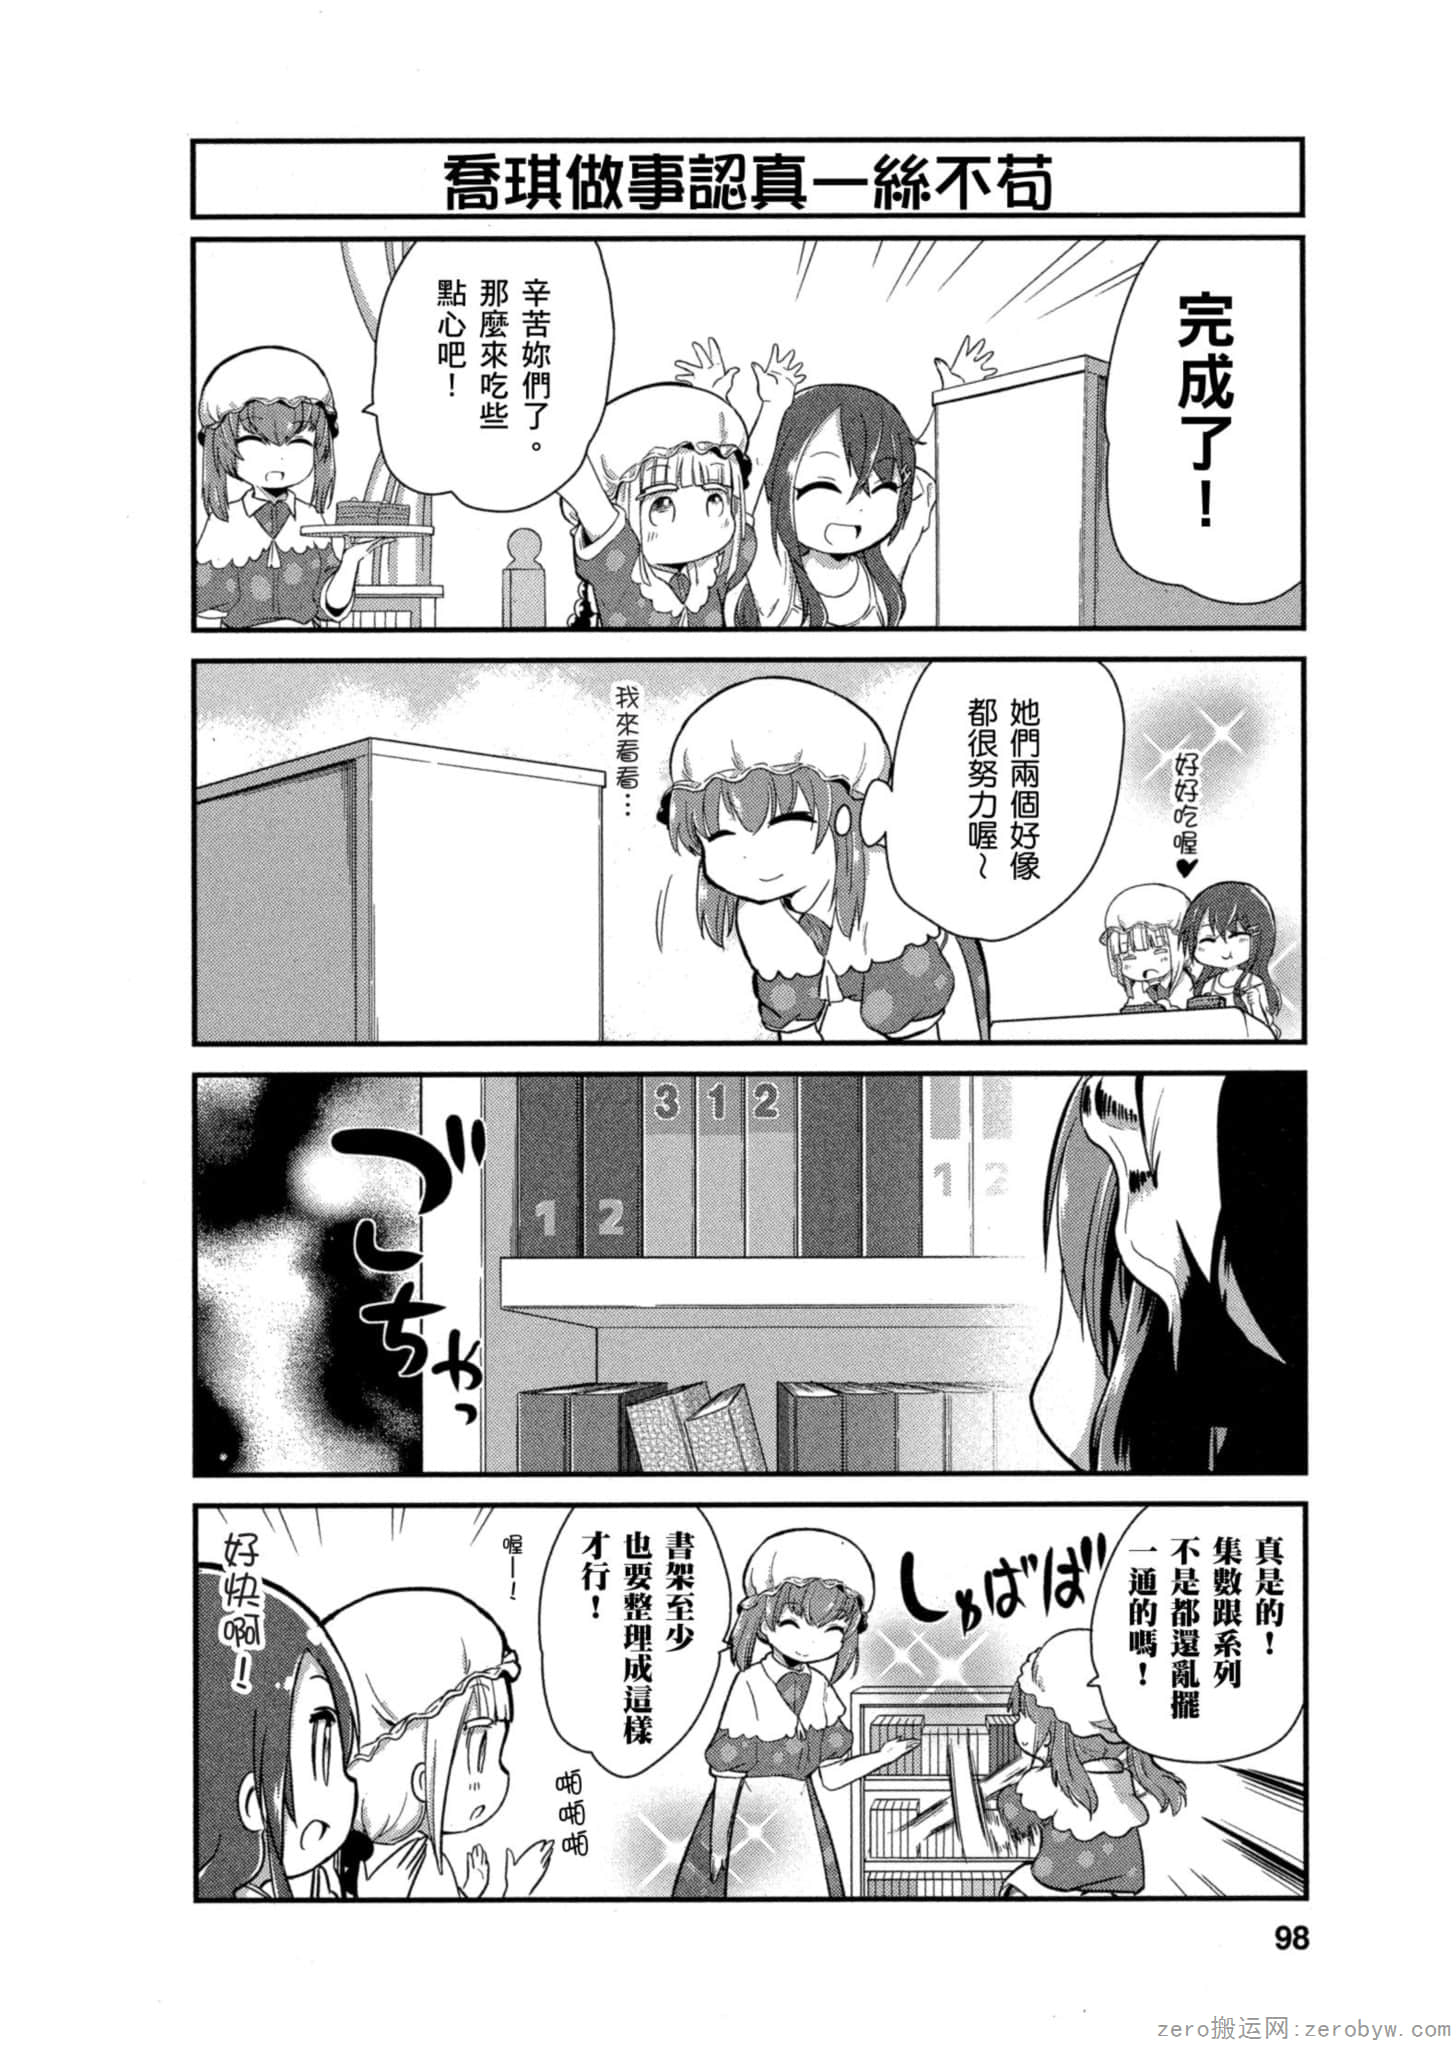 喬琪做事認真一絲不苟
完成了！
辛苦妳們了。
那麼來吃些
點心吧！
好好吃喔♥
她們兩個好像
都很努力喔～
我來看看…
3 1 2
1 2
1 2
ごちゃっ
真是的！
集數跟系列
不是都還亂擺
一通的嗎！
しゅばばば
書架至少
也要整理成這樣
才行！
喔—！
啪啪啪
好快啊！
98
zero搬运网:zerobyw.com